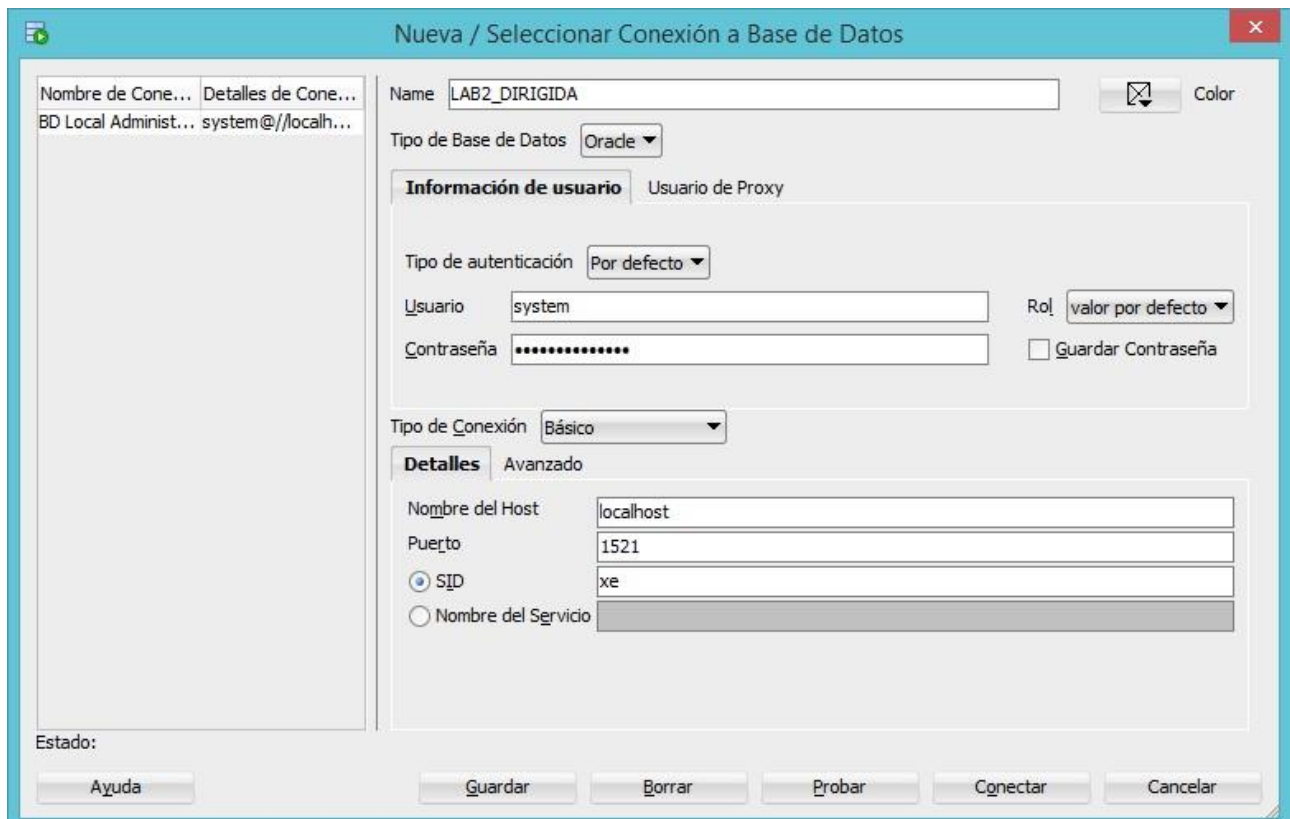 Nueva / Seleccionar Conexión a Base de Datos
Nombre de Cone... Detalles de Cone...
BD Local Administ... system@//localh...
Name LAB2_DIRIGIDA Color
Tipo de Base de Datos Oracle
Información de usuario Usuario de Proxy
Tipo de autenticación Por defecto
Usuario system Rol valor por defecto
Contraseña •••••••••••••• Guardar Contraseña
Tipo de Conexión Básico
Detalles Avanzado
Nombre del Host localhost
Puerto 1521
SID xe
Nombre del Servicio
Estado:
Ayuda Guardar Borrar Probar Conectar Cancelar